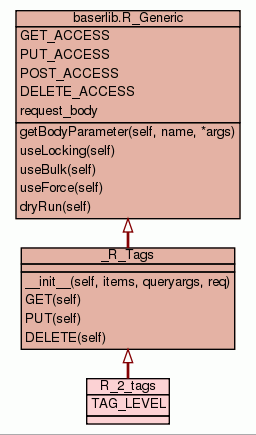 baserlib.R_Generic
GET_ACCESS
PUT_ACCESS
POST_ACCESS
DELETE_ACCESS
request_body
getBodyParameter(self, name, *args)
useLocking(self)
useBulk(self)
useForce(self)
dryRun(self)
_R_Tags
__init__(self, items, queryargs, req)
GET(self)
PUT(self)
DELETE(self)
R_2_tags
TAG_LEVEL